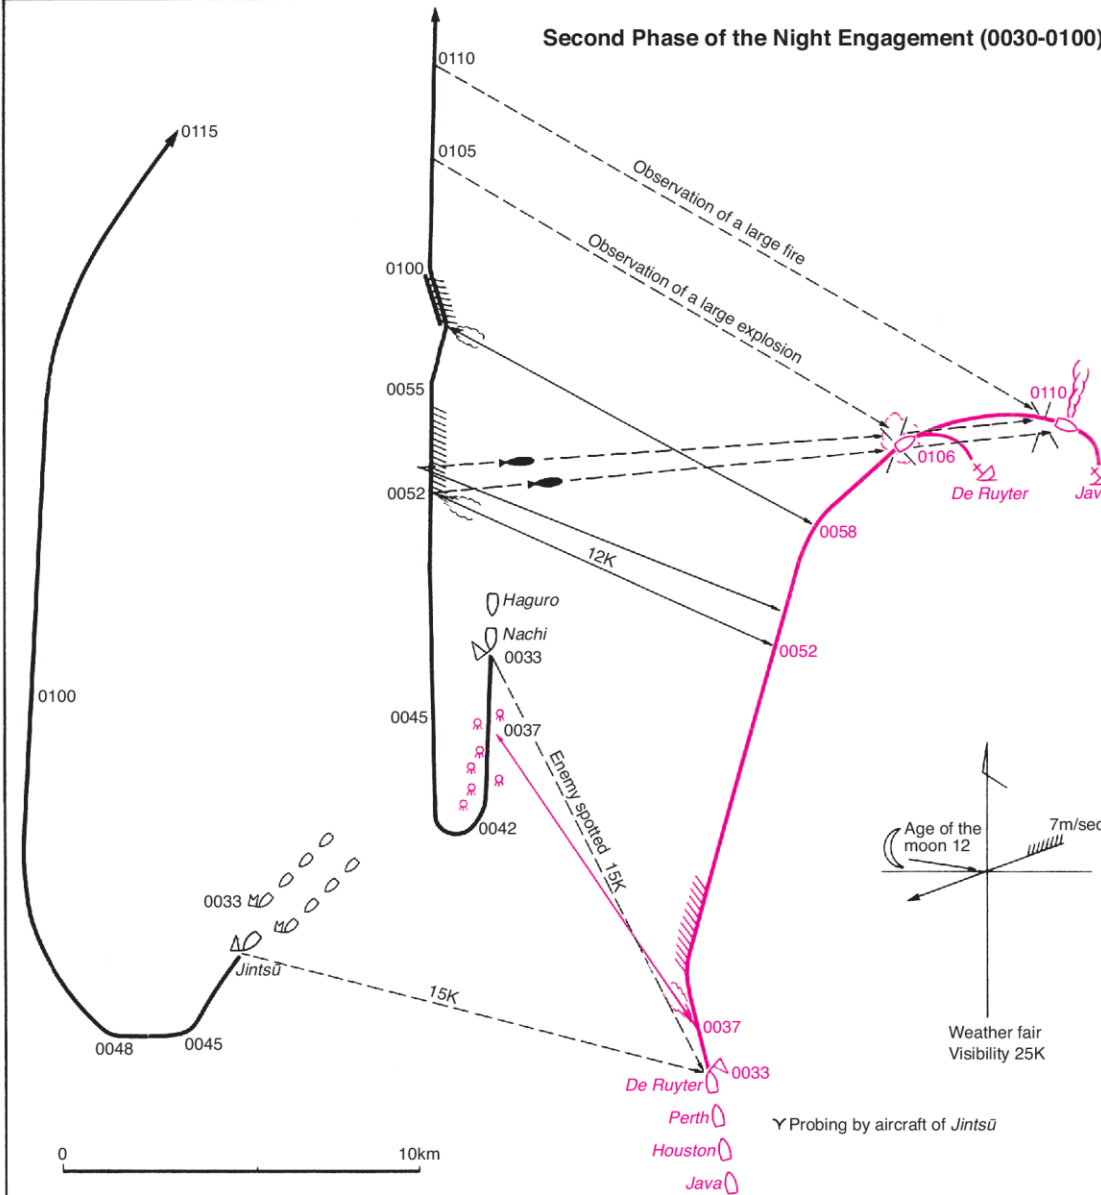 Second Phase of the Night Engagement (0030-0100)
0110
0115
0105
Observation of a large fire
Observation of a large explosion
0100
0055
0110
0106
De Ruyter
Jav
0052
0058
12K
Haguro
Nachi
0033
0052
0100
0045
0037
Enemy spotted 15K
0042
Age of the
moon 12
7m/sec
0033
Jintsū
15K
0048
0045
0037
Weather fair
Visibility 25K
0033
De Ruyter
Perth
Probing by aircraft of Jintsū
Houston
Java
0
10km